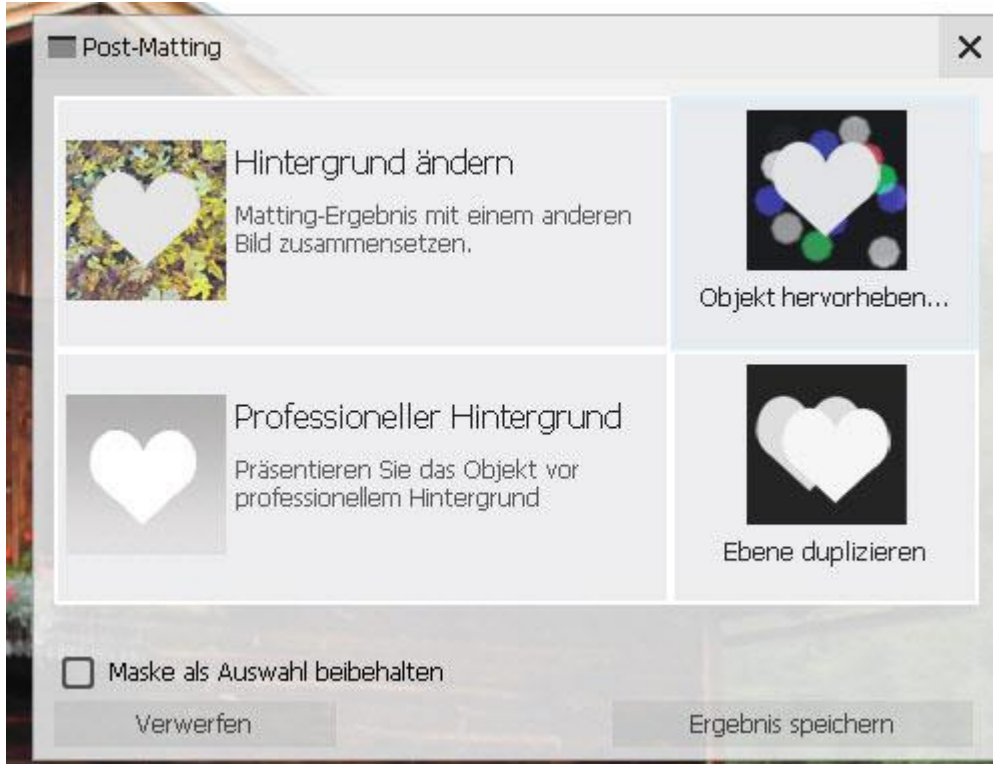 Post-Matting
Hintergrund ändern
Matting-Ergebnis mit einem anderen
Bild zusammensetzen.
Objekt hervorheben...
Professioneller Hintergrund
Präsentieren Sie das Objekt vor
professionellem Hintergrund
Ebene duplizieren
Maske als Auswahl beibehalten
Verwerfen
Ergebnis speichern